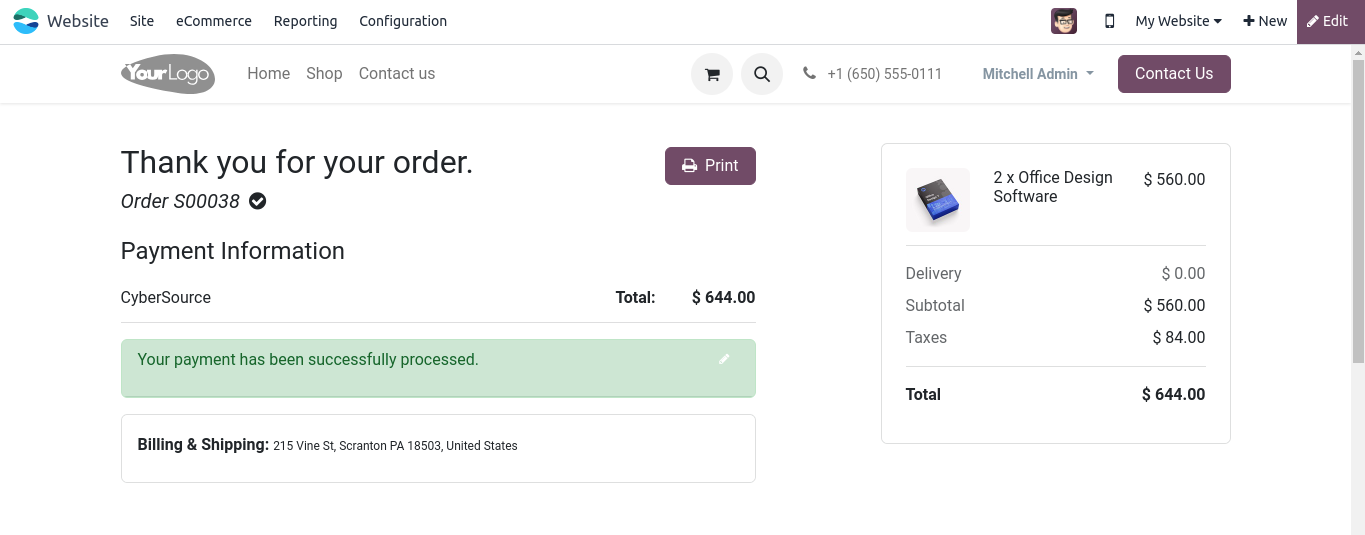 Website Site eCommerce Reporting Configuration My Website New Edit
YourLogo Home Shop Contact us +1 (650) 555-0111 Mitchell Admin Contact Us
Thank you for your order. Print
Order S00038
Payment Information
CyberSource Total: $ 644.00
Your payment has been successfully processed.
Billing & Shipping: 215 Vine St, Scranton PA 18503, United States
2 x Office Design $ 560.00
Software
Delivery $ 0.00
Subtotal $ 560.00
Taxes $ 84.00
Total $ 644.00